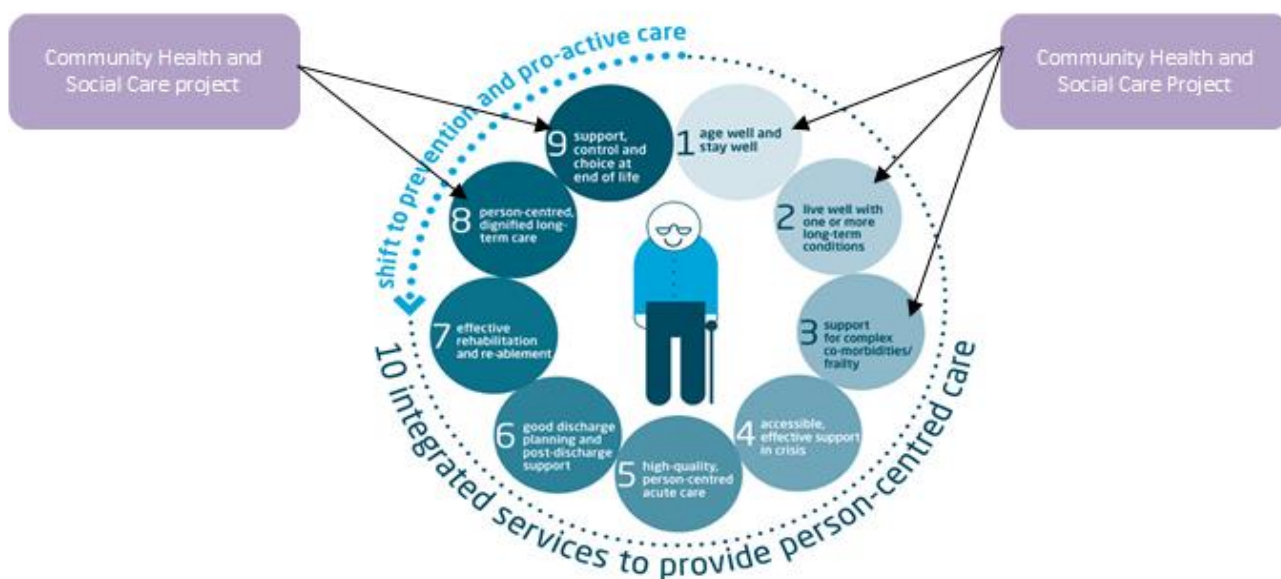 Community Health and
Social Care project
Community Health and
Social Care Project
shift to prevention and pro-active care
1 age well and
stay well
2 live well with
one or more
long-term
conditions
3 support
for complex
co-morbidities/
frailty
4 accessible,
effective support
in crisis
5 high-quality,
person-centred
acute care
6 good discharge
planning and
post-discharge
support
7 effective
rehabilitation
and re-ablement
8 person-centred,
dignified long-
term care
9 support,
control and
choice at
end of life
10 integrated services to provide person-centred care